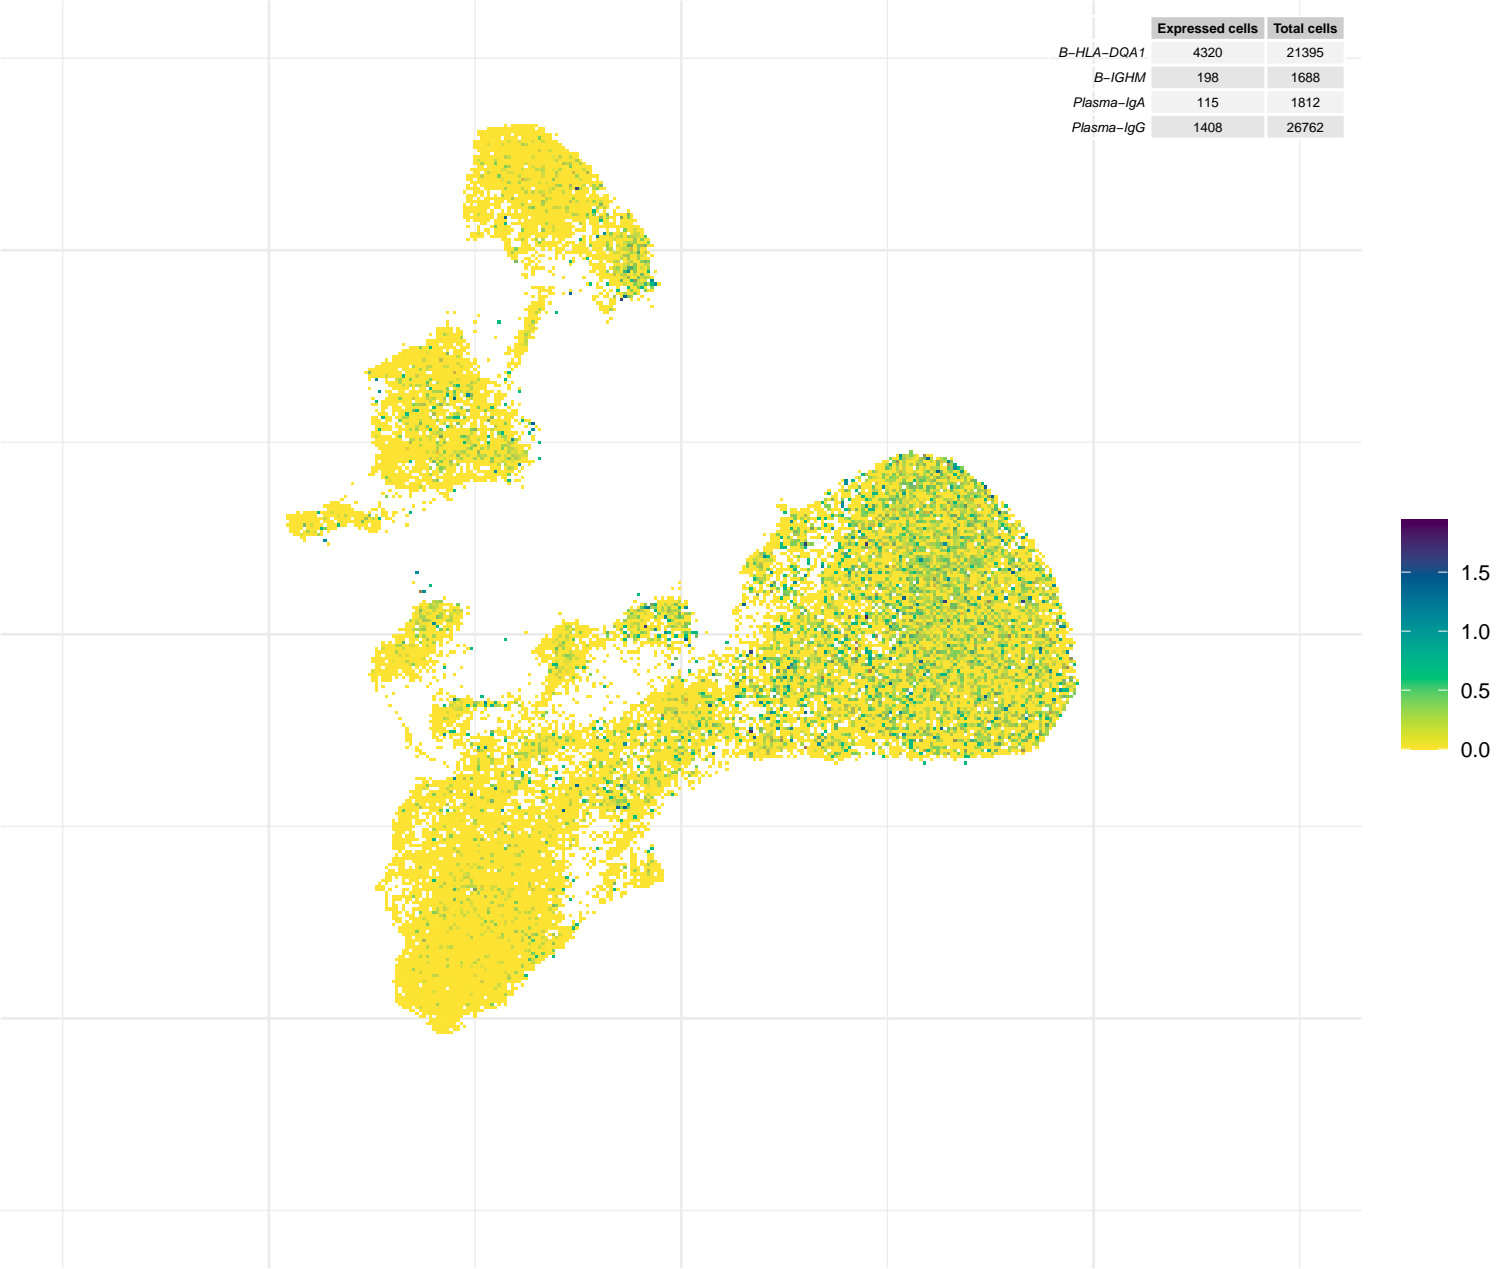 Expressed cells Total cells
B−HLA−DQA1 4320 21395
B−IGHM 198 1688
Plasma−IgA 115 1812
Plasma−IgG 1408 26762
1.5
1.0
0.5
0.0